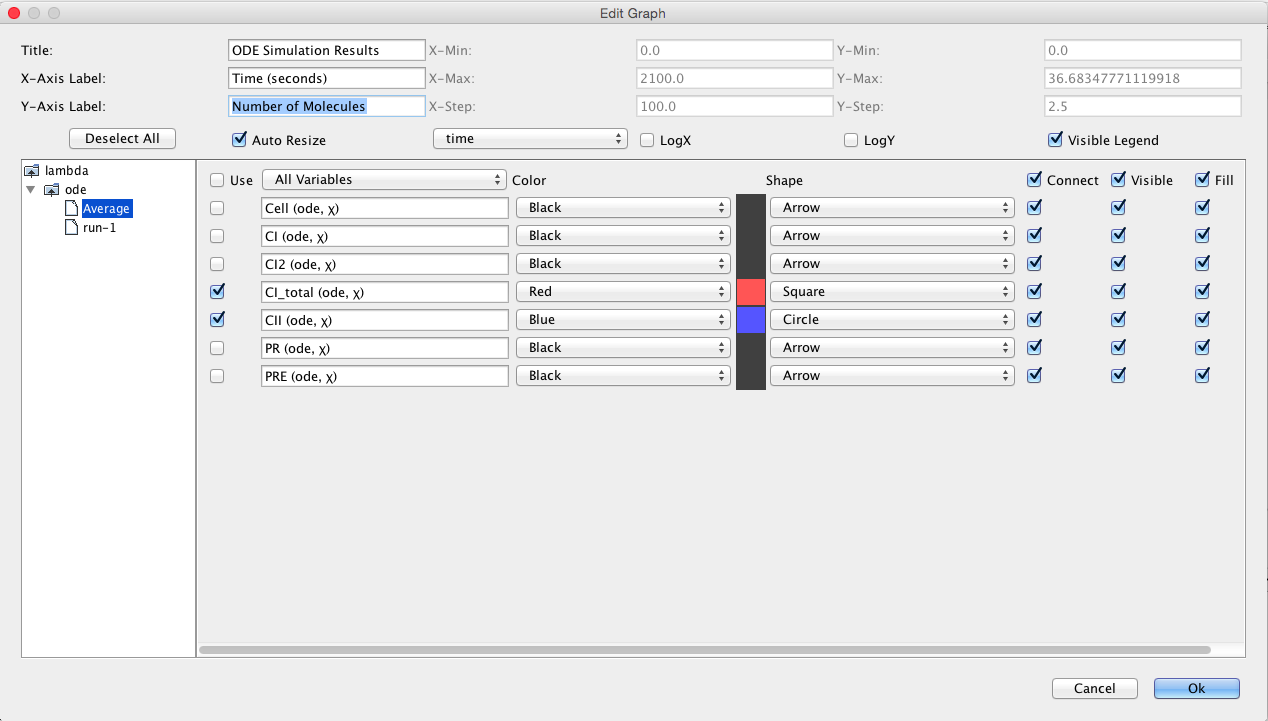 Edit Graph
Title: ODE Simulation Results X-Min: 0.0 Y-Min: 0.0
X-Axis Label: Time (seconds) X-Max: 2100.0 Y-Max: 36.68347771119918
Y-Axis Label: Number of Molecules X-Step: 100.0 Y-Step: 2.5
Deselect All Auto Resize time LogX LogY Visible Legend
lambda
ode
Average
run-1
Use All Variables Color Shape Connect Visible Fill
Cell (ode, χ) Black Arrow
CI (ode, χ) Black Arrow
CI2 (ode, χ) Black Arrow
CI_total (ode, χ) Red Square
CII (ode, χ) Blue Circle
PR (ode, χ) Black Arrow
PRE (ode, χ) Black Arrow
Cancel Ok